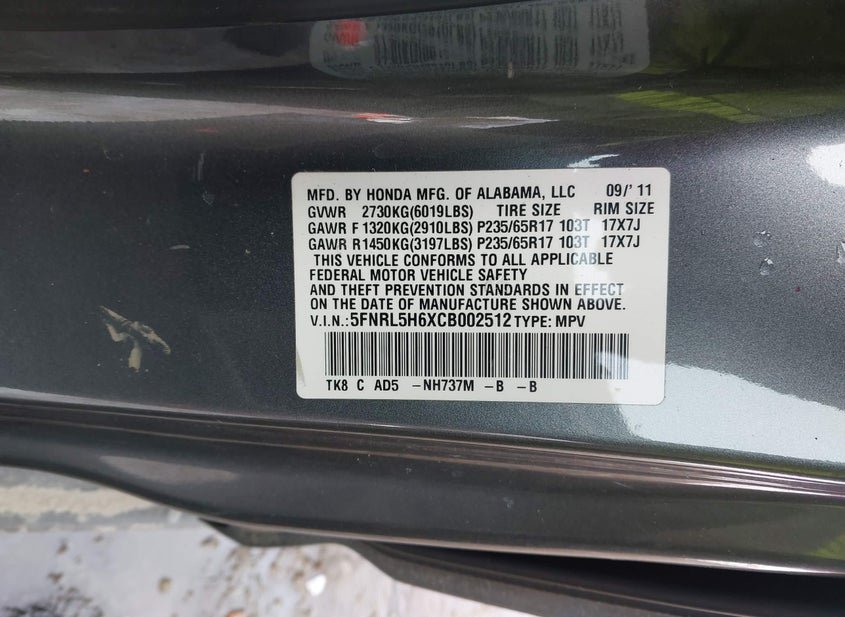 MFD. BY HONDA MFG. OF ALABAMA, LLC 09/' 11
GVWR 2730KG(6019LBS) TIRE SIZE RIM SIZE
GAWR F 1320KG(2910LBS) P235/65R17 103T 17X7J
GAWR R 1450KG(3197LBS) P235/65R17 103T 17X7J
THIS VEHICLE CONFORMS TO ALL APPLICABLE
FEDERAL MOTOR VEHICLE SAFETY
AND THEFT PREVENTION STANDARDS IN EFFECT
ON THE DATE OF MANUFACTURE SHOWN ABOVE.
V.I.N.: 5FNRL5H6XCB002512 TYPE: MPV
TK8 C AD5 -NH737M -B -B